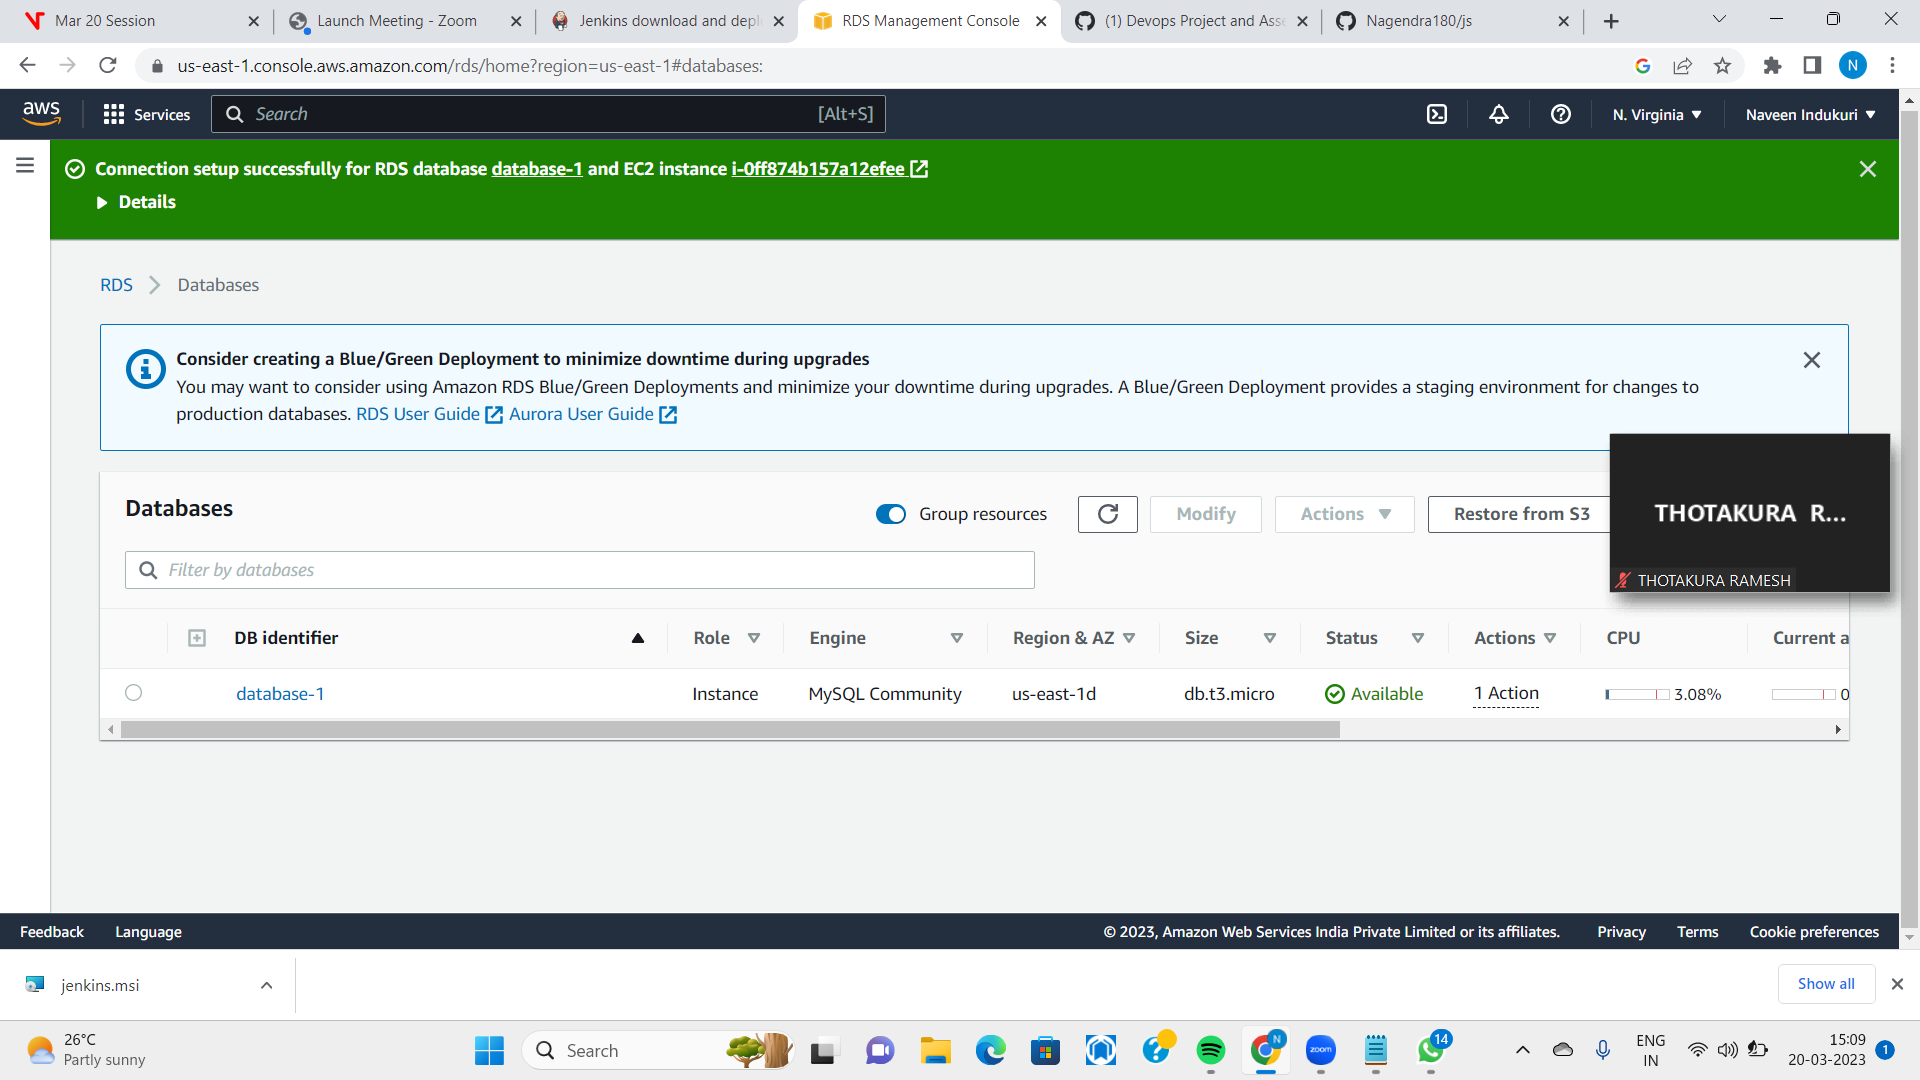 Mar 20 Session
Launch Meeting - Zoom
Jenkins download and depl
RDS Management Console
(1) Devops Project and Asse
Nagendra180/js
us-east-1.console.aws.amazon.com/rds/home?region=us-east-1#databases:
N
aws
Services
Search
[Alt+S]
N. Virginia
Naveen Indukuri
Connection setup successfully for RDS database database-1 and EC2 instance i-0ff874b157a12efee
Details
RDS
Databases
Consider creating a Blue/Green Deployment to minimize downtime during upgrades
You may want to consider using Amazon RDS Blue/Green Deployments and minimize your downtime during upgrades. A Blue/Green Deployment provides a staging environment for changes to
production databases. RDS User Guide Aurora User Guide
Databases
Group resources
Modify
Actions
Restore from S3
THOTAKURA R...
THOTAKURA RAMESH
Filter by databases
DB identifier
Role
Engine
Region & AZ
Size
Status
Actions
CPU
Current a
database-1
Instance
MySQL Community
us-east-1d
db.t3.micro
Available
1 Action
3.08%
0
Feedback
Language
© 2023, Amazon Web Services India Private Limited or its affiliates.
Privacy
Terms
Cookie preferences
jenkins.msi
Show all
26°C
Partly sunny
Search
N
zoom
14
ENG
IN
15:09
20-03-2023
1